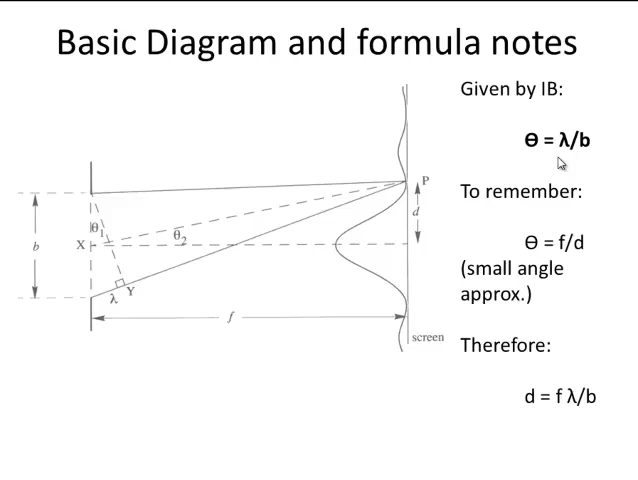 Basic Diagram and formula notes
Given by IB:
ϴ = λ/b
To remember:
ϴ = f/d
(small angle
approx.)
Therefore:
d = f λ/b
P
d
θ1
X
θ2
b
Y
λ
f
screen